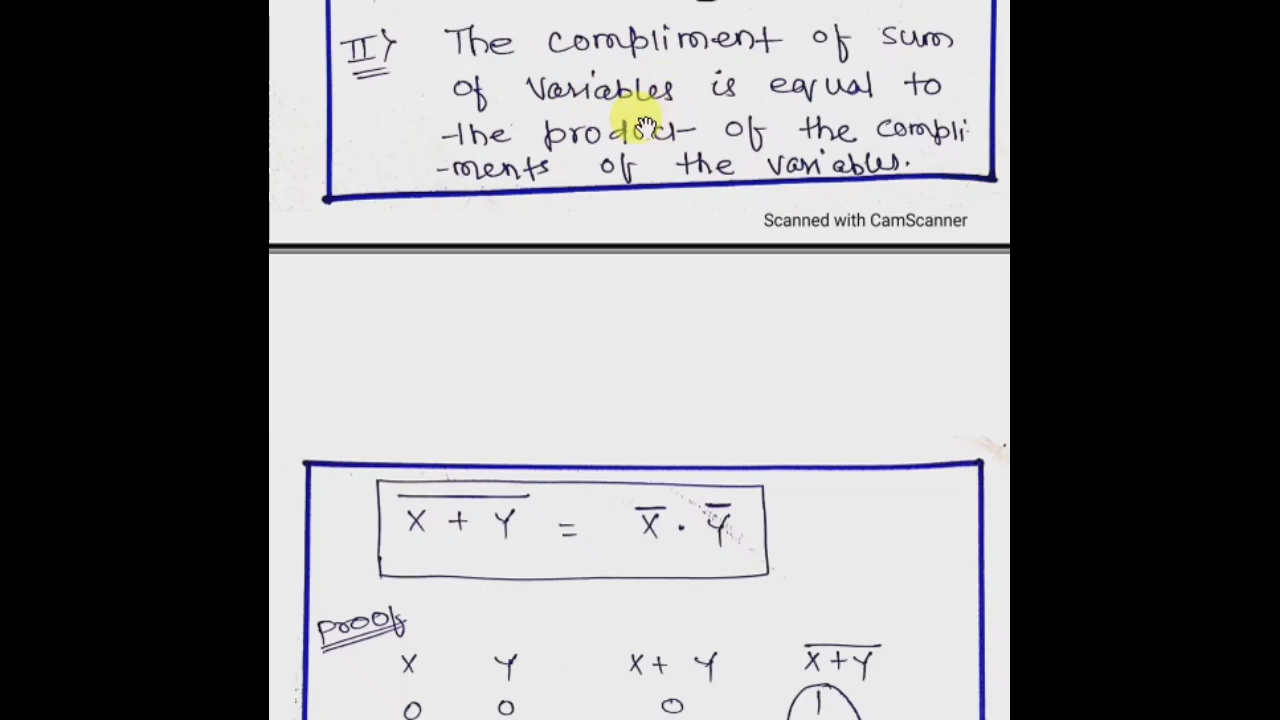 II} The compliment of sum
of variables is equal to
the product of the compli
-ments of the variables.
Scanned with CamScanner
X + Y̅ = X̅ · Y̅
Proof
X Y X+ Y X̅+̅Y̅
0 0 0 1